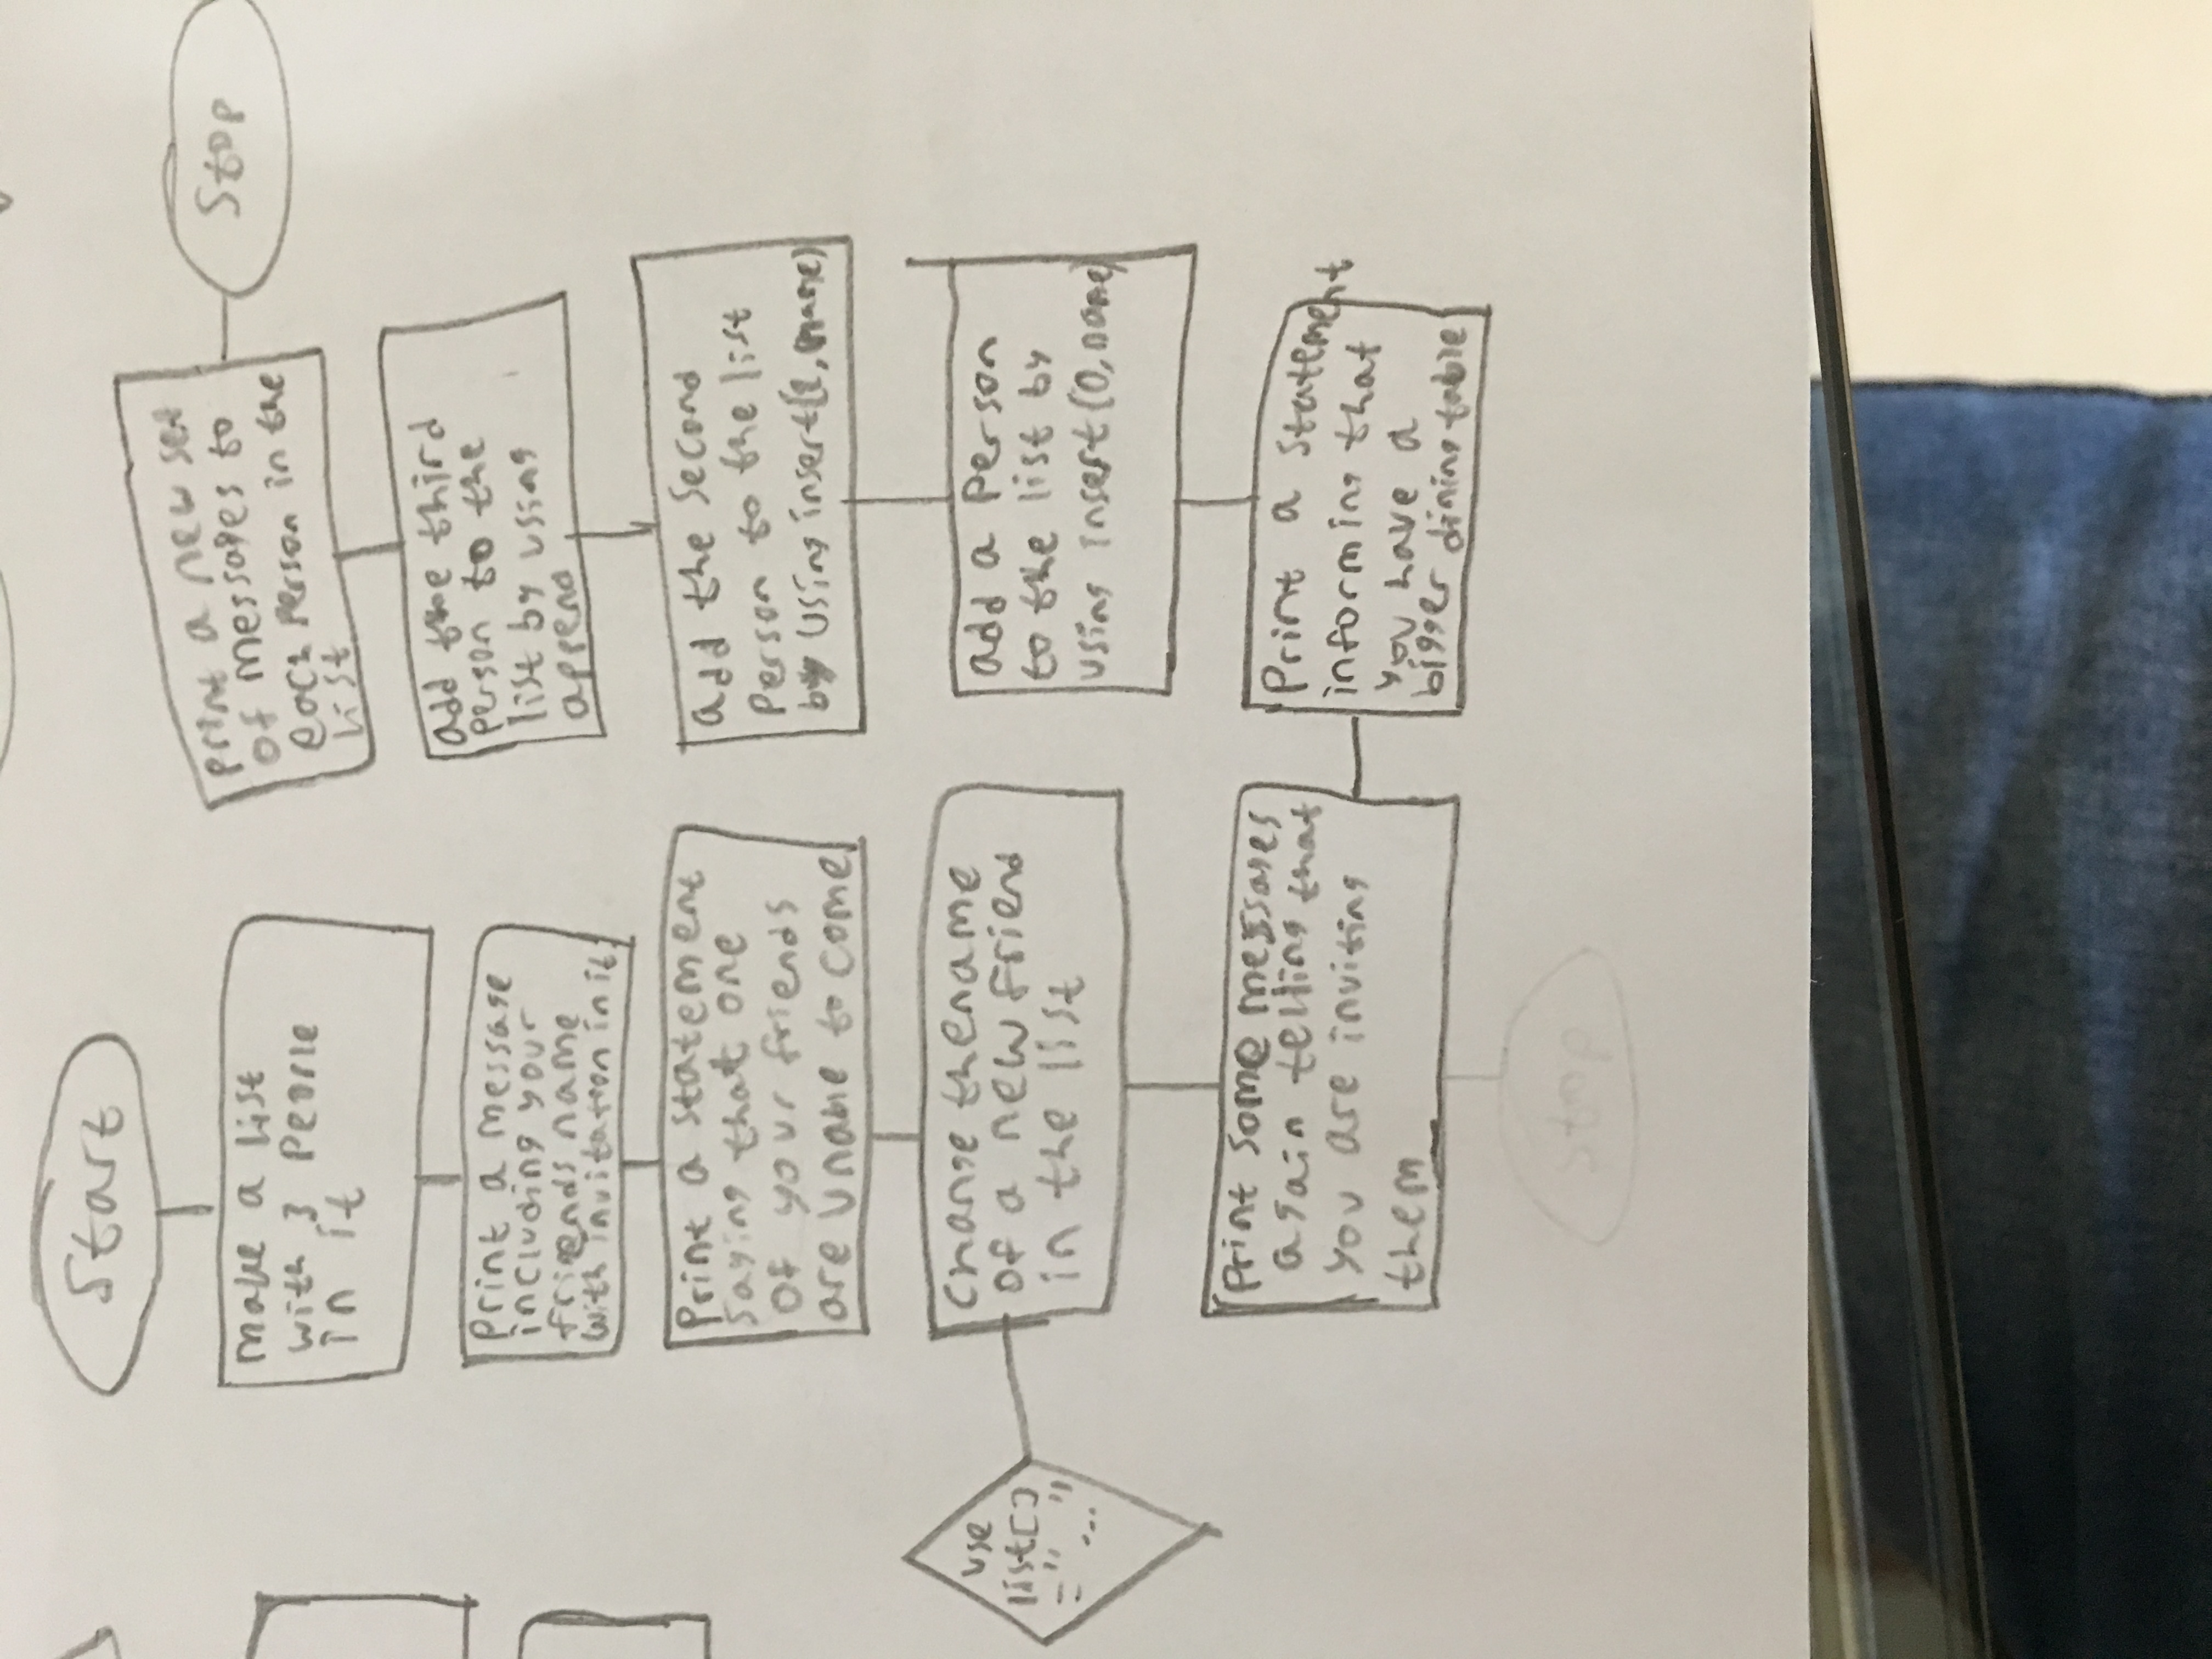 Start
make a list
with 3 people
in it
Print a message
including your
friends name
with invitation in it.
Print a statement
saying that one
of your friends
are unable to come.
change the name
of a new friend
in the list
use
list[]
="..."
Print some messages
again telling that
you are inviting
them
Stop
Print a statement
informing that
you have a
bigger dining table
add a Person
to the list by
using insert(0,name)
add the second
Person to the list
by using insert(2,name)
add the third
person to the
list by using
append
print a new set
of messages to
each person in the
list
Stop